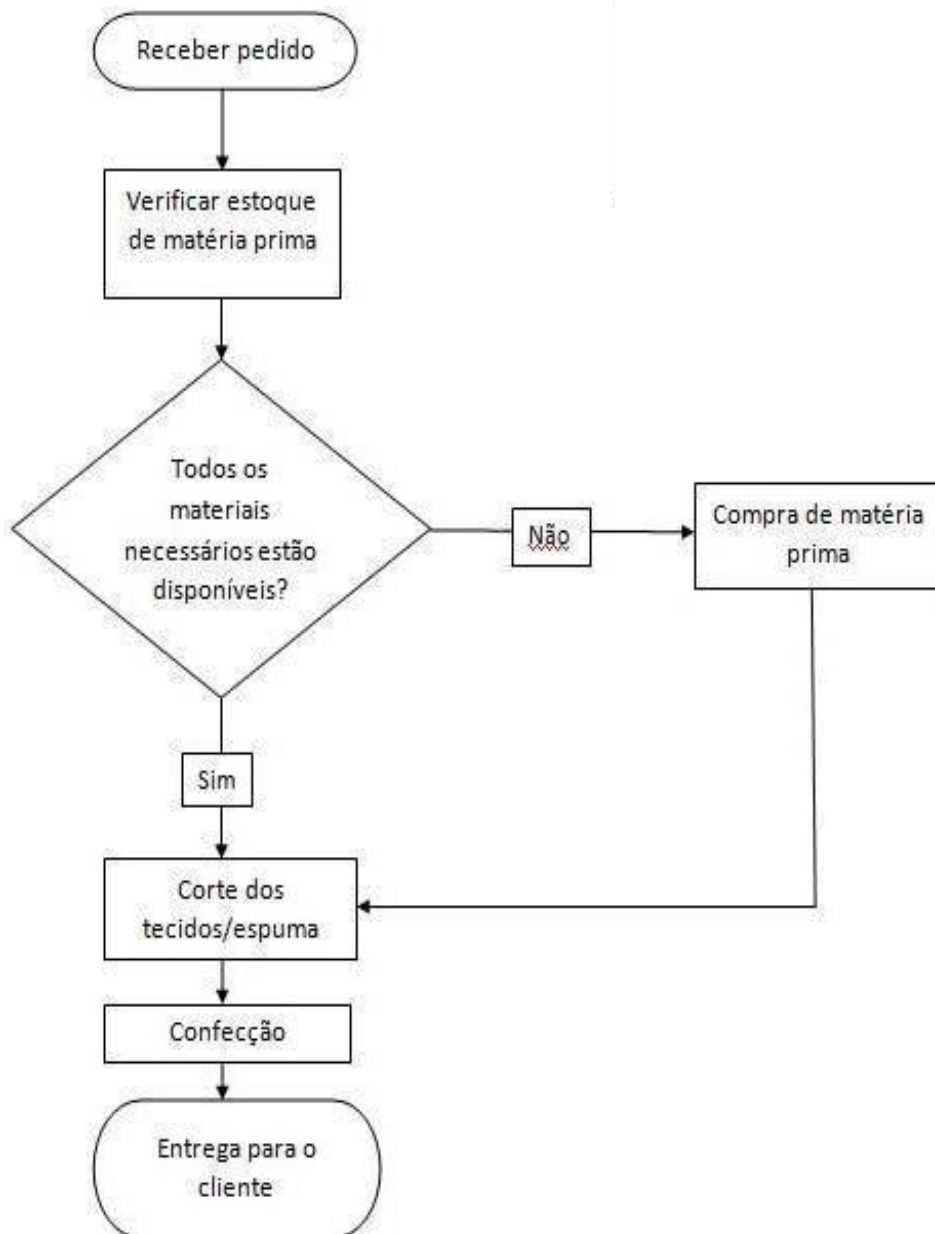 Receber pedido
Verificar estoque
de matéria prima
Todos os
materiais
necessários estão
disponíveis?
Não
Compra de matéria
prima
Sim
Corte dos
tecidos/espuma
Confecção
Entrega para o
cliente